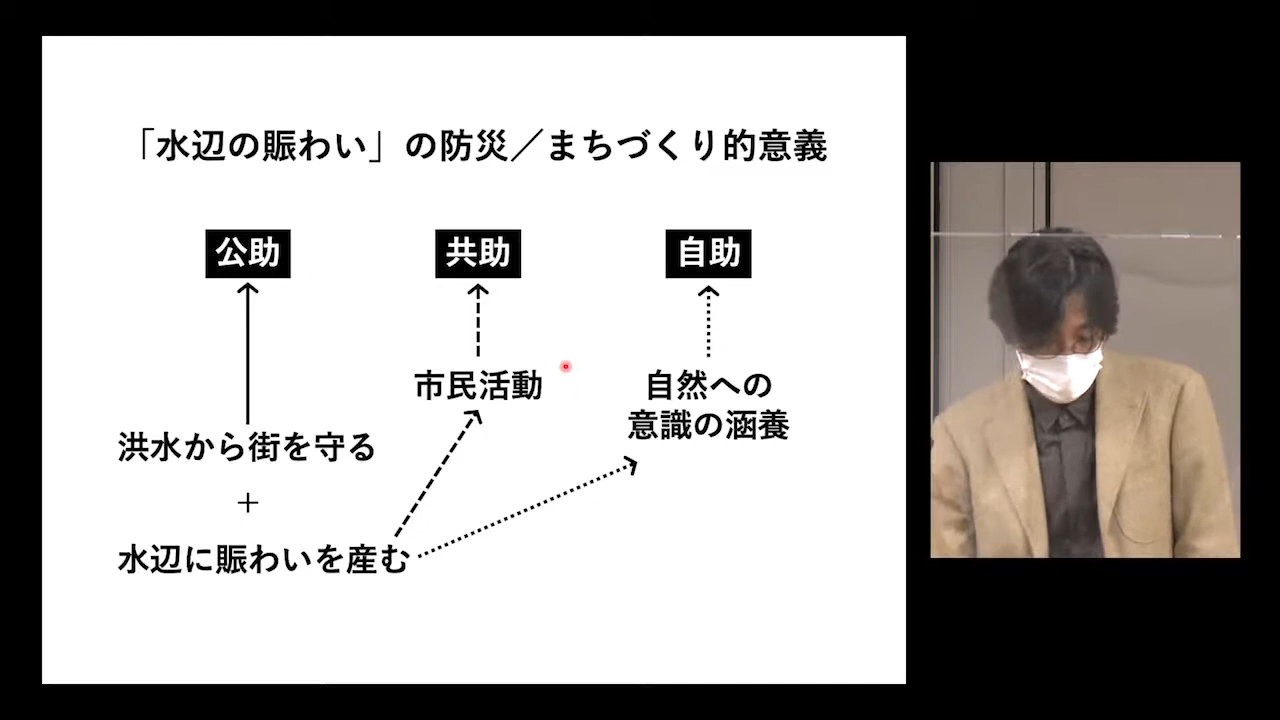 「水辺の賑わい」の防災／まちづくり的意義
公助
共助
自助
市民活動
自然への
意識の涵養
洪水から街を守る
＋
水辺に賑わいを産む